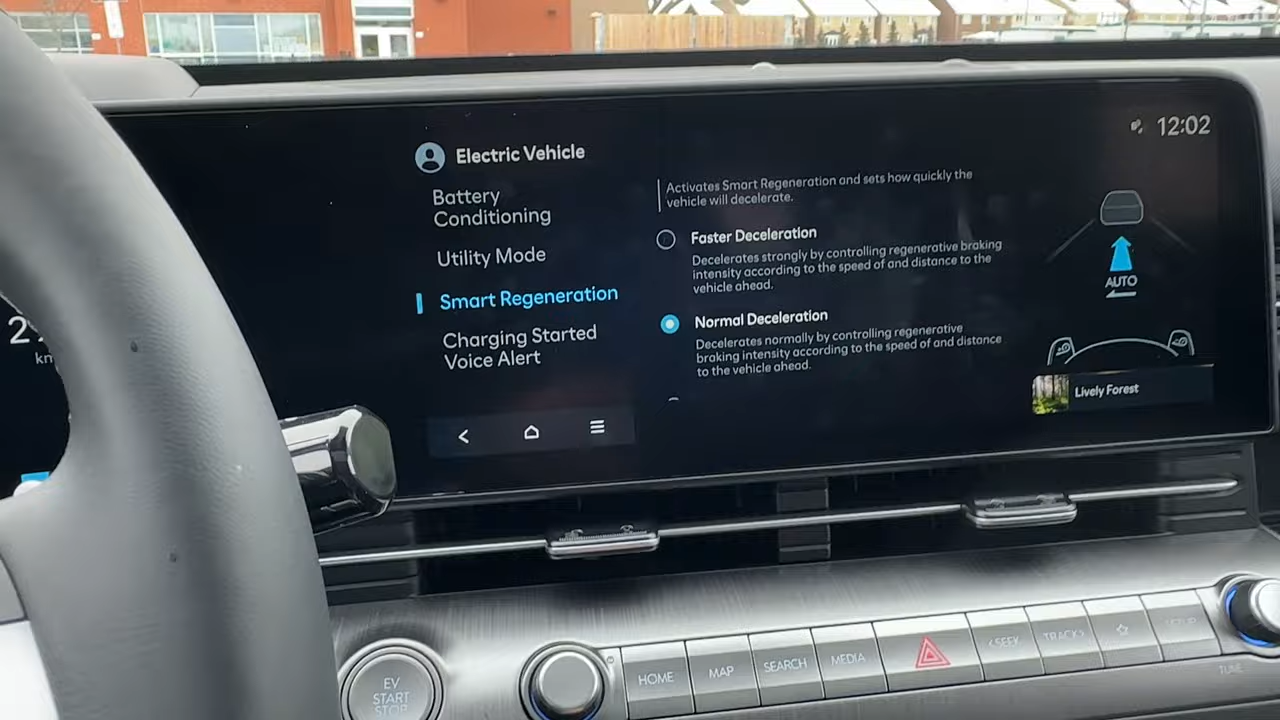 12:02
Electric Vehicle
Battery
Conditioning
Utility Mode
Smart Regeneration
Charging Started
Voice Alert
Activates Smart Regeneration and sets how quickly the
vehicle will decelerate.
Faster Deceleration
Decelerates strongly by controlling regenerative braking
intensity according to the speed of and distance to the
vehicle ahead.
Normal Deceleration
Decelerates normally by controlling regenerative
braking intensity according to the speed of and distance
to the vehicle ahead.
AUTO
Lively Forest
EV
START
STOP
HOME
MAP
SEARCH
MEDIA
<SEEK
TRACK>
SETUP
TUNE